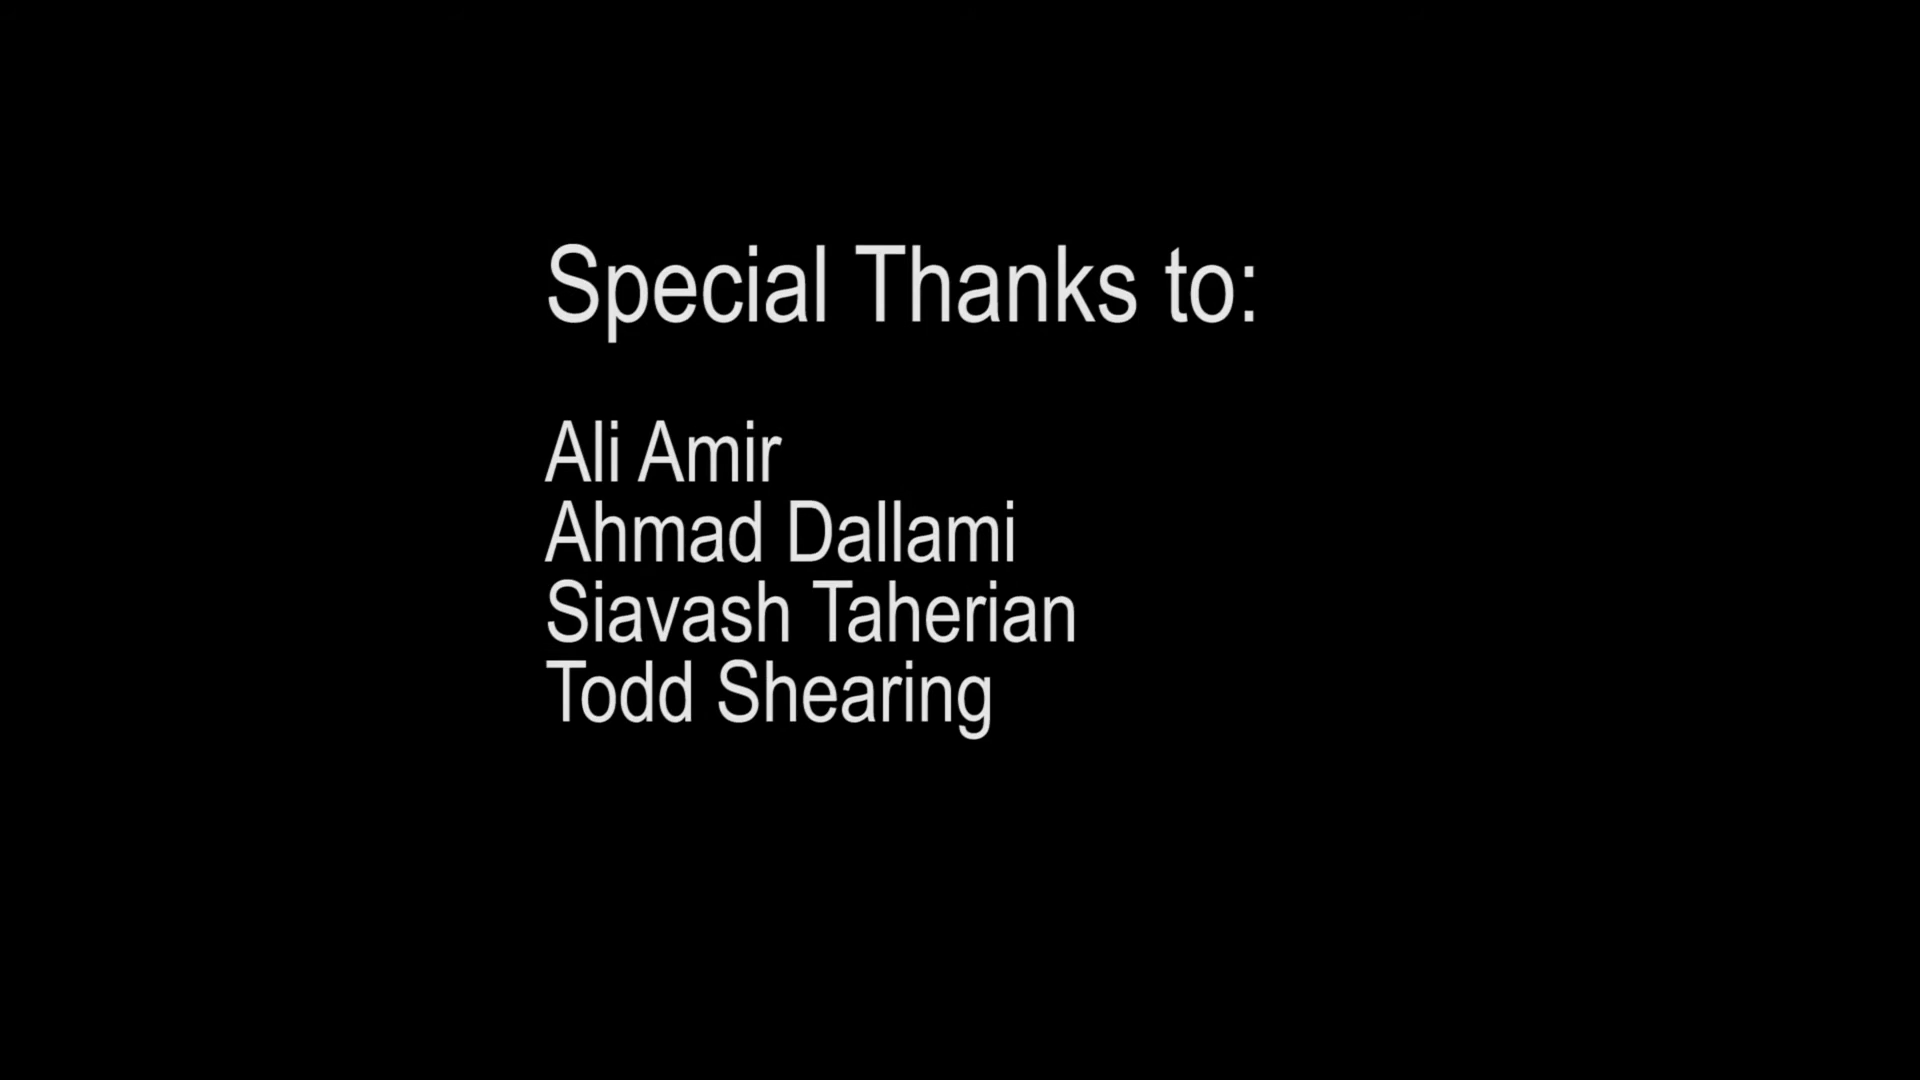 Special Thanks to:
Ali Amir
Ahmad Dallami
Siavash Taherian
Todd Shearing